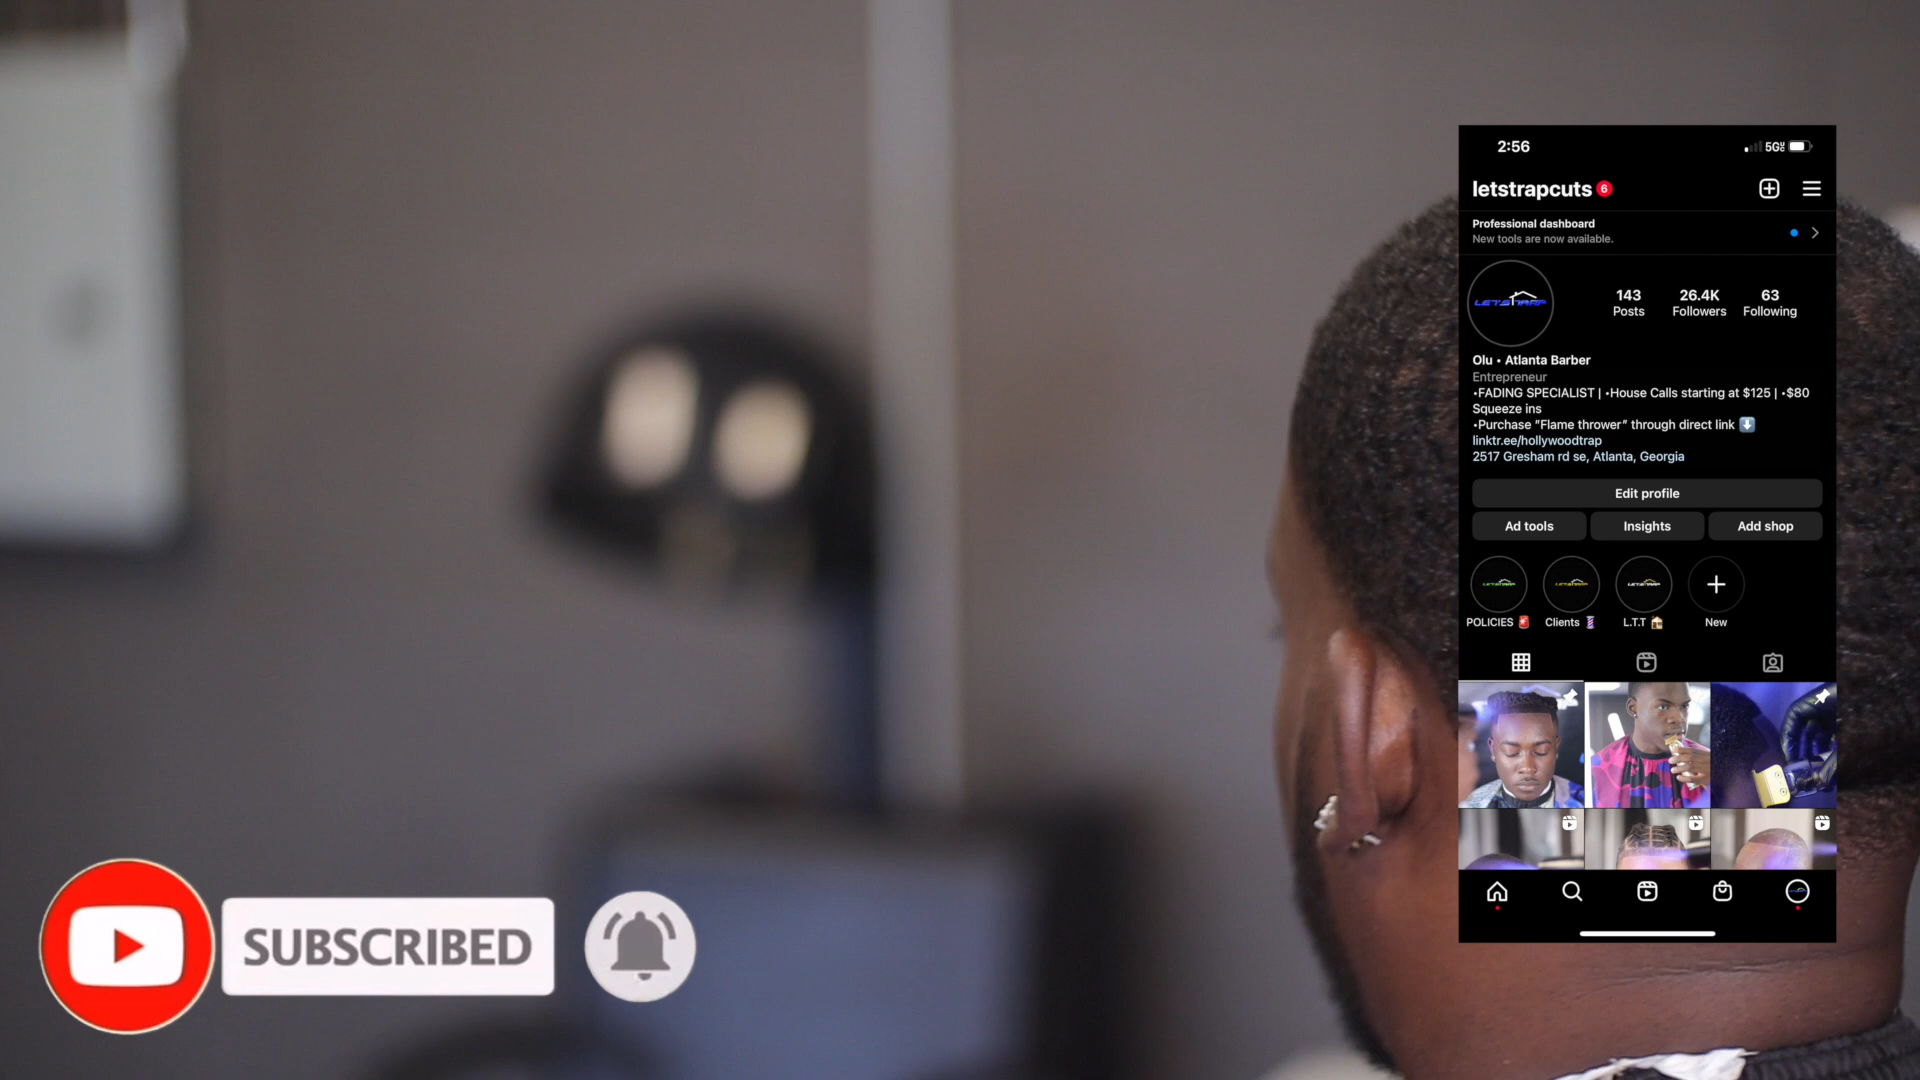 2:56
5G
letstrapcuts 6
Professional dashboard
New tools are now available.
LETSTRAP
143 26.4K 63
Posts Followers Following
Olu • Atlanta Barber
Entrepreneur
•FADING SPECIALIST | •House Calls starting at $125 | •$80
Squeeze ins
•Purchase "Flame thrower" through direct link ⬇️
linktr.ee/hollywoodtrap
2517 Gresham rd se, Atlanta, Georgia
Edit profile
Ad tools Insights Add shop
POLICIES 🚨 Clients 💈 L.T.T 🏚 New
SUBSCRIBED